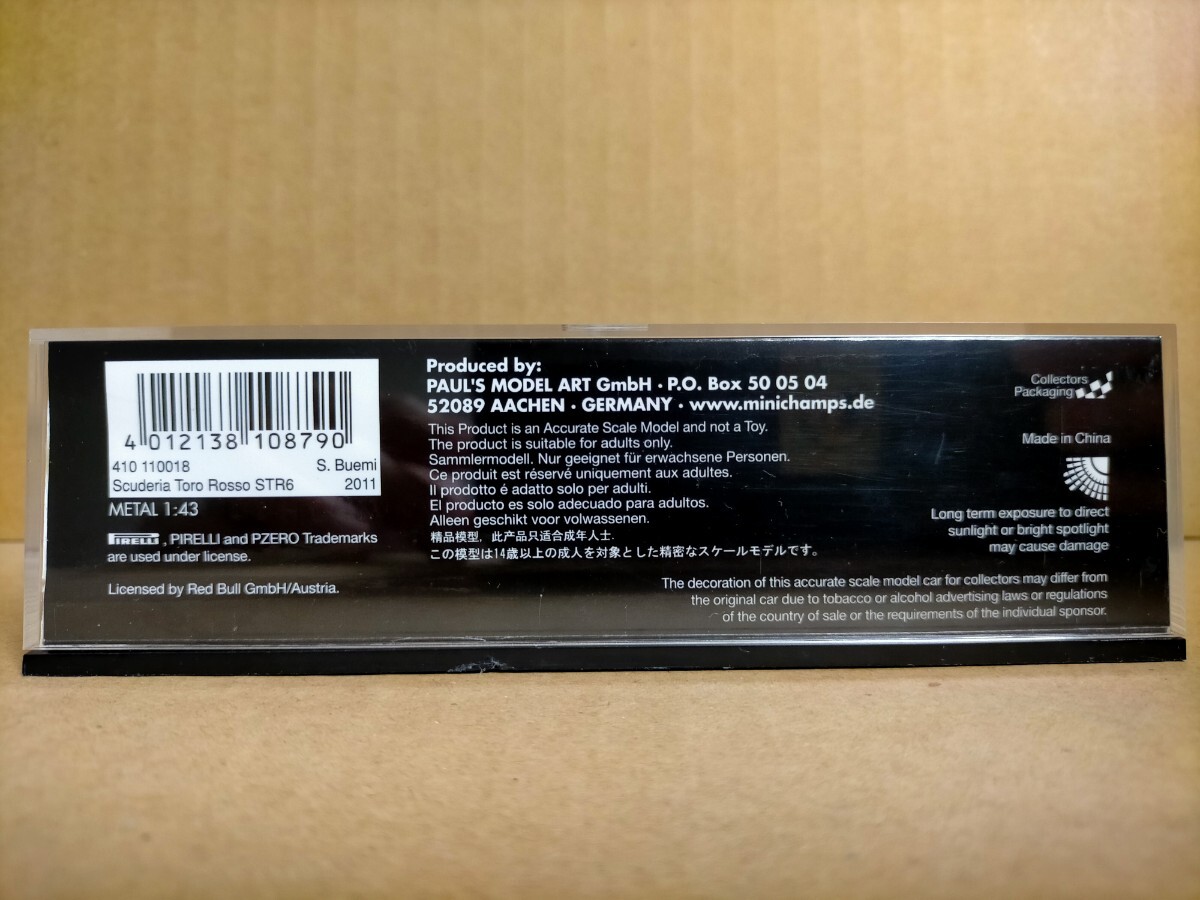 4 012138 108790
410 110018 S. Buemi
Scuderia Toro Rosso STR6 2011
METAL 1:43
PIRELLI, PIRELLI and PZERO Trademarks
are used under license.
Licensed by Red Bull GmbH/Austria.
Produced by:
PAUL'S MODEL ART GmbH · P.O. Box 50 05 04
52089 AACHEN · GERMANY · www.minichamps.de
This Product is an Accurate Scale Model and not a Toy.
The product is suitable for adults only.
Sammlermodell. Nur geeignet für erwachsene Personen.
Ce produit est réservé uniquement aux adultes.
Il prodotto é adatto solo per adulti.
El producto es solo adecuado para adultos.
Alleen geschikt voor volwassenen.
精品模型, 此产品只适合成年人士.
この模型は14歳以上の成人を対象とした精密なスケールモデルです。
Collectors
Packaging
Made in China
Long term exposure to direct
sunlight or bright spotlight
may cause damage
The decoration of this accurate scale model car for collectors may differ from
the original car due to tobacco or alcohol advertising laws or regulations
of the country of sale or the requirements of the individual sponsor.